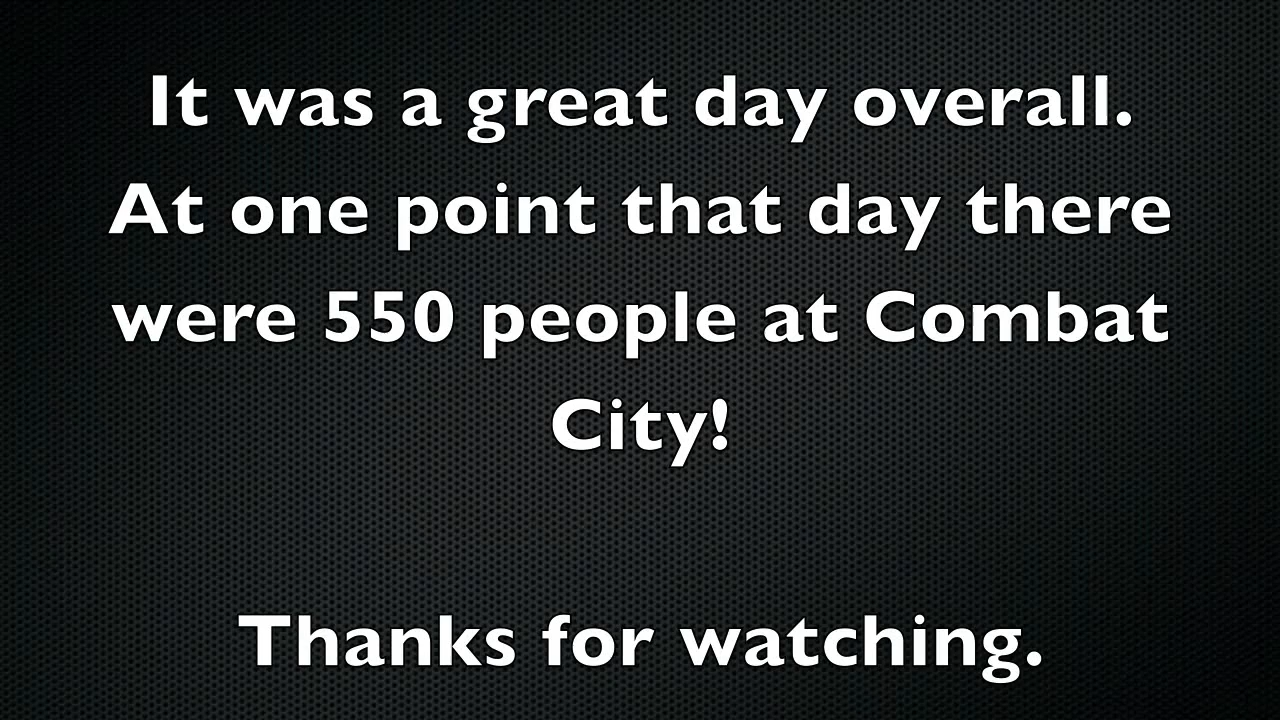 It was a great day overall.
At one point that day there
were 550 people at Combat
City!
Thanks for watching.